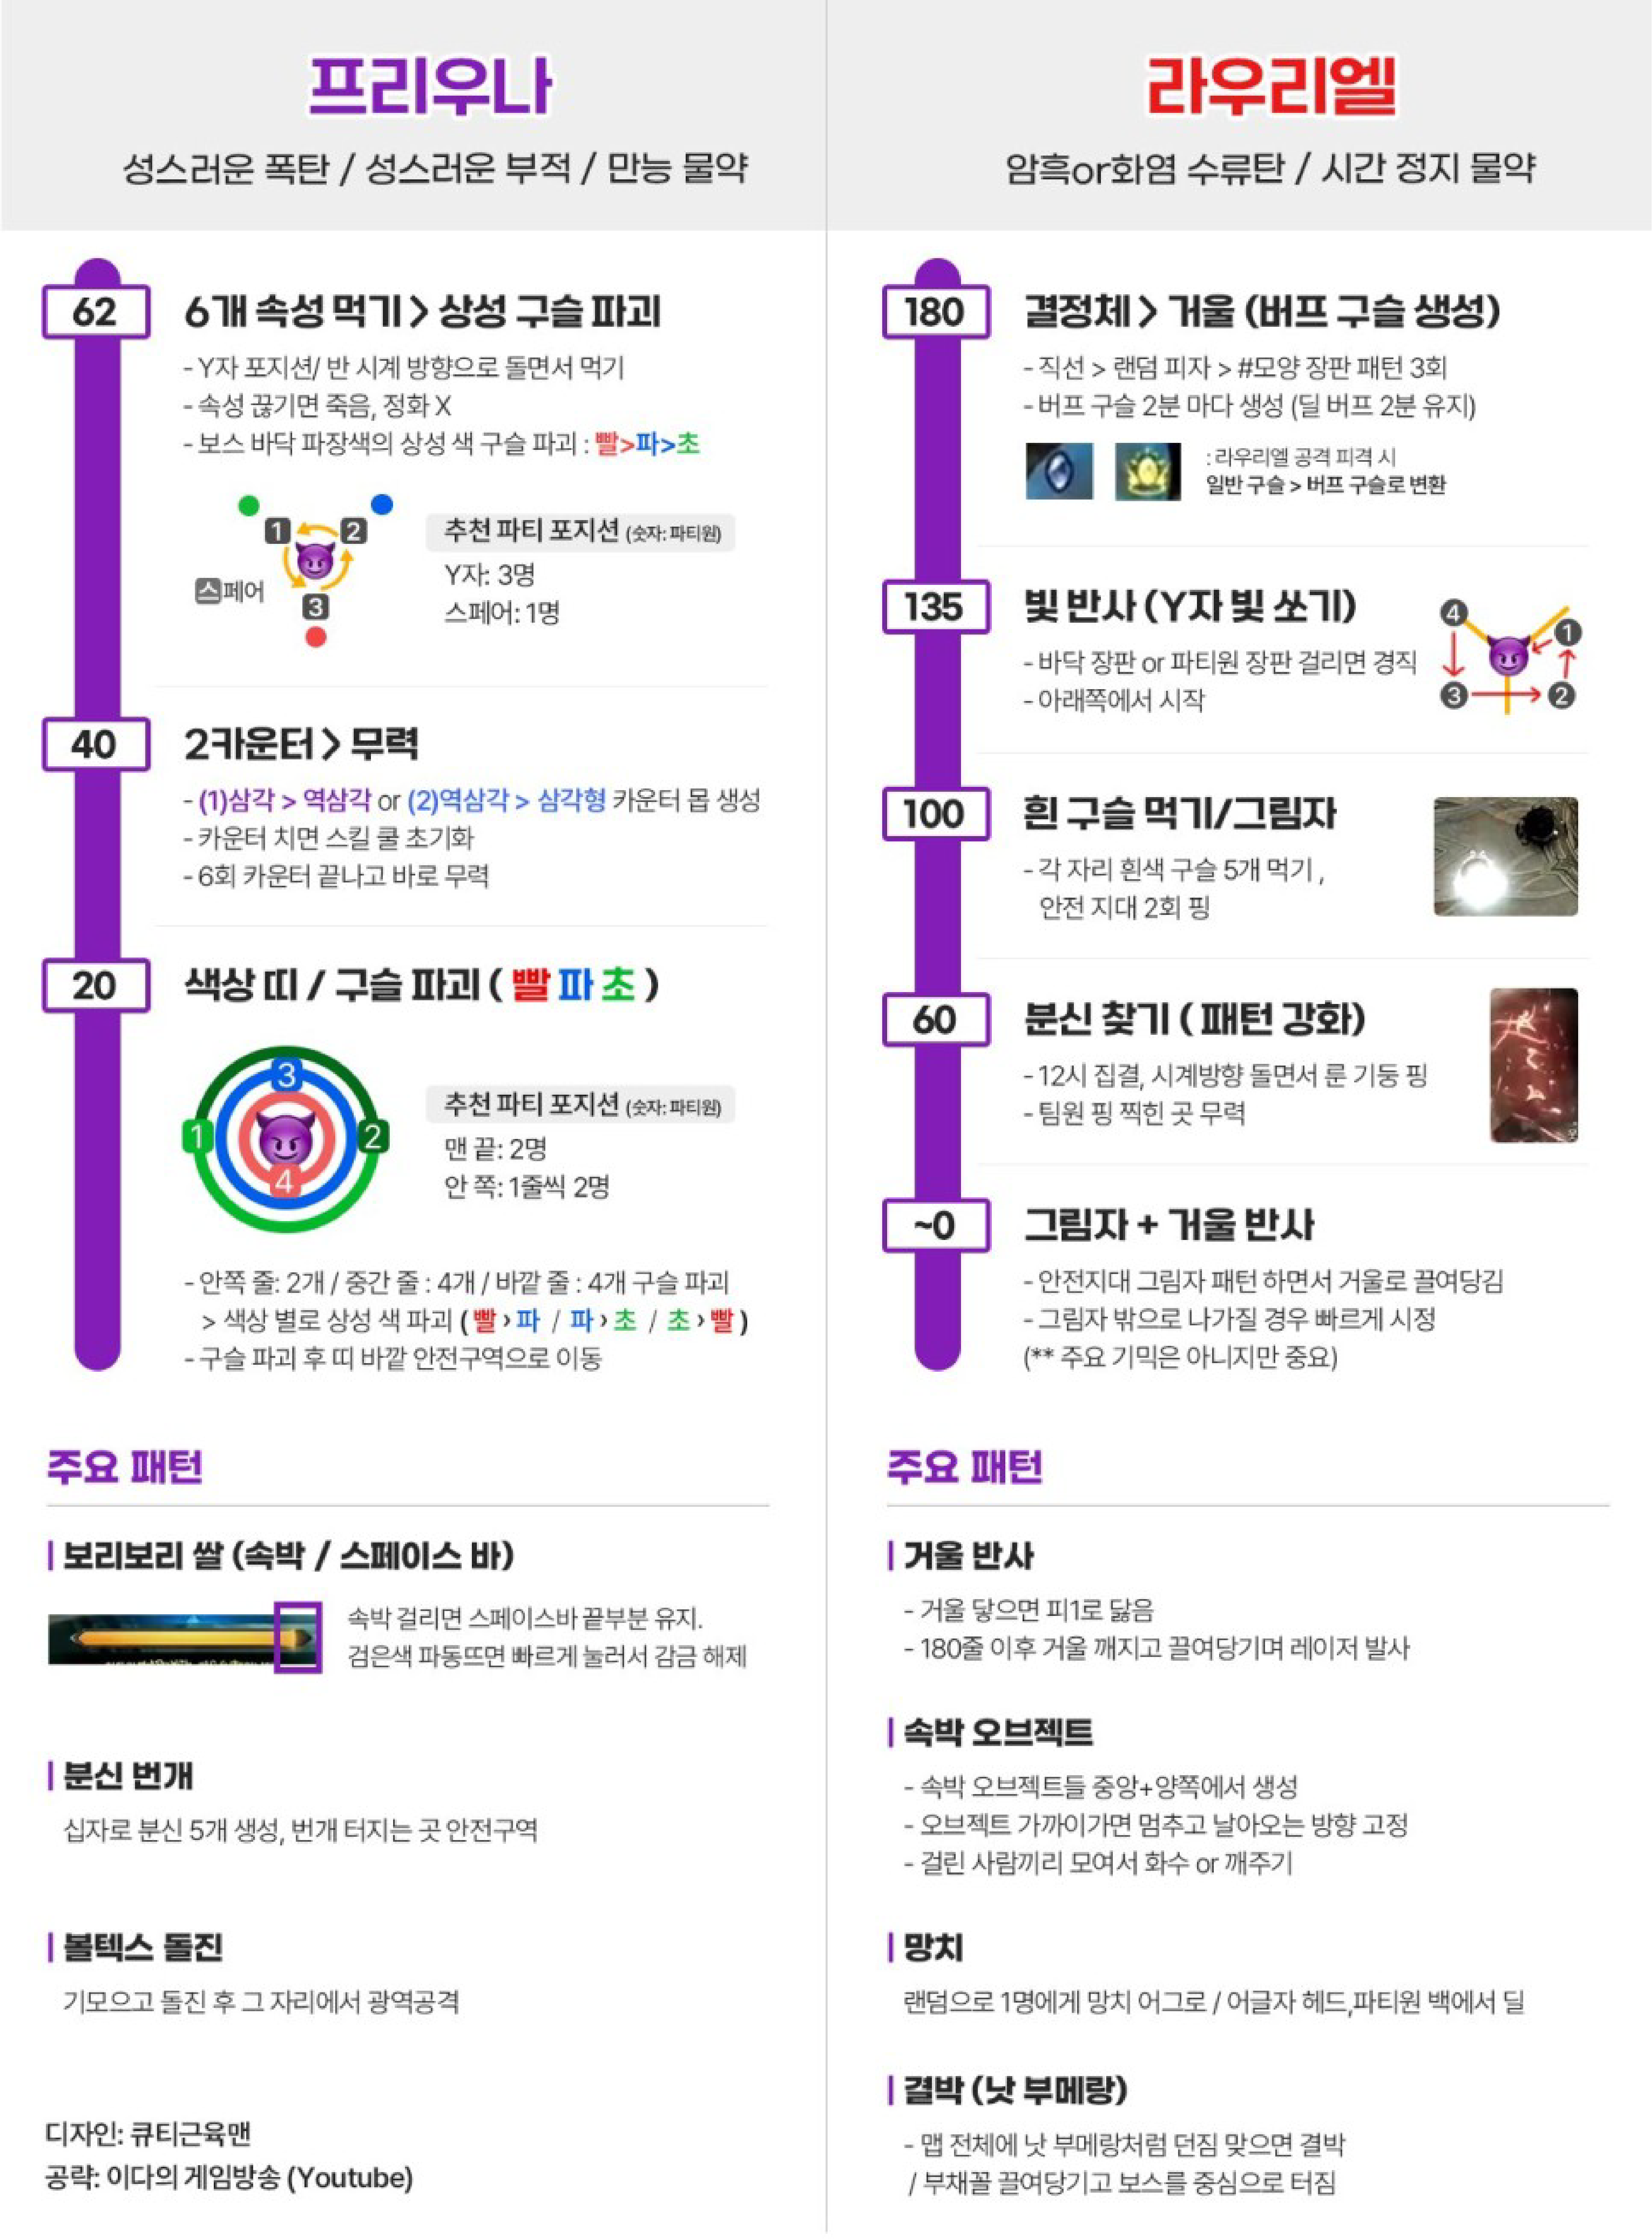 프리우나
성스러운 폭탄 / 성스러운 부적 / 만능 물약
62
6개 속성 먹기 > 상성 구슬 파괴
- Y자 포지션/ 반 시계 방향으로 돌면서 먹기
- 속성 끊기면 죽음, 정화 X
- 보스 바닥 파장색의 상성 색 구슬 파괴 : 빨>파>초
1
2
3
스페어
추천 파티 포지션 (숫자: 파티원)
Y자: 3명
스페어: 1명
40
2카운터 > 무력
- (1)삼각 > 역삼각 or (2)역삼각 > 삼각형 카운터 몹 생성
- 카운터 치면 스킬 쿨 초기화
- 6회 카운터 끝나고 바로 무력
20
색상 띠 / 구슬 파괴 ( 빨 파 초 )
3
1
2
4
추천 파티 포지션 (숫자: 파티원)
맨 끝: 2명
안 쪽: 1줄씩 2명
- 안쪽 줄: 2개 / 중간 줄 : 4개 / 바깥 줄 : 4개 구슬 파괴
> 색상 별로 상성 색 파괴 ( 빨 › 파 / 파 › 초 / 초 › 빨 )
- 구슬 파괴 후 띠 바깥 안전구역으로 이동
주요 패턴
보리보리 쌀 (속박 / 스페이스 바)
속박 걸리면 스페이스바 끝부분 유지.
검은색 파동뜨면 빠르게 눌러서 감금 해제
분신 번개
십자로 분신 5개 생성, 번개 터지는 곳 안전구역
볼텍스 돌진
기모으고 돌진 후 그 자리에서 광역공격
디자인: 큐티근육맨
공략: 이다의 게임방송 (Youtube)
라우리엘
암흑or화염 수류탄 / 시간 정지 물약
180
결정체 > 거울 (버프 구슬 생성)
- 직선 > 랜덤 피자 > #모양 장판 패턴 3회
- 버프 구슬 2분 마다 생성 (딜 버프 2분 유지)
: 라우리엘 공격 피격 시
일반 구슬 > 버프 구슬로 변환
135
빛 반사 (Y자 빛 쏘기)
- 바닥 장판 or 파티원 장판 걸리면 경직
- 아래쪽에서 시작
4
1
3
2
100
흰 구슬 먹기/그림자
- 각 자리 흰색 구슬 5개 먹기 ,
안전 지대 2회 핑
60
분신 찾기 ( 패턴 강화)
- 12시 집결, 시계방향 돌면서 룬 기둥 핑
- 팀원 핑 찍힌 곳 무력
~0
그림자 + 거울 반사
- 안전지대 그림자 패턴 하면서 거울로 끌여당김
- 그림자 밖으로 나가질 경우 빠르게 시정
(** 주요 기믹은 아니지만 중요)
주요 패턴
거울 반사
- 거울 닿으면 피1로 닳음
- 180줄 이후 거울 깨지고 끌여당기며 레이저 발사
속박 오브젝트
- 속박 오브젝트들 중앙+양쪽에서 생성
- 오브젝트 가까이가면 멈추고 날아오는 방향 고정
- 걸린 사람끼리 모여서 화수 or 깨주기
망치
랜덤으로 1명에게 망치 어그로 / 어글자 헤드,파티원 백에서 딜
결박 (낫 부메랑)
- 맵 전체에 낫 부메랑처럼 던짐 맞으면 결박
/ 부채꼴 끌여당기고 보스를 중심으로 터짐